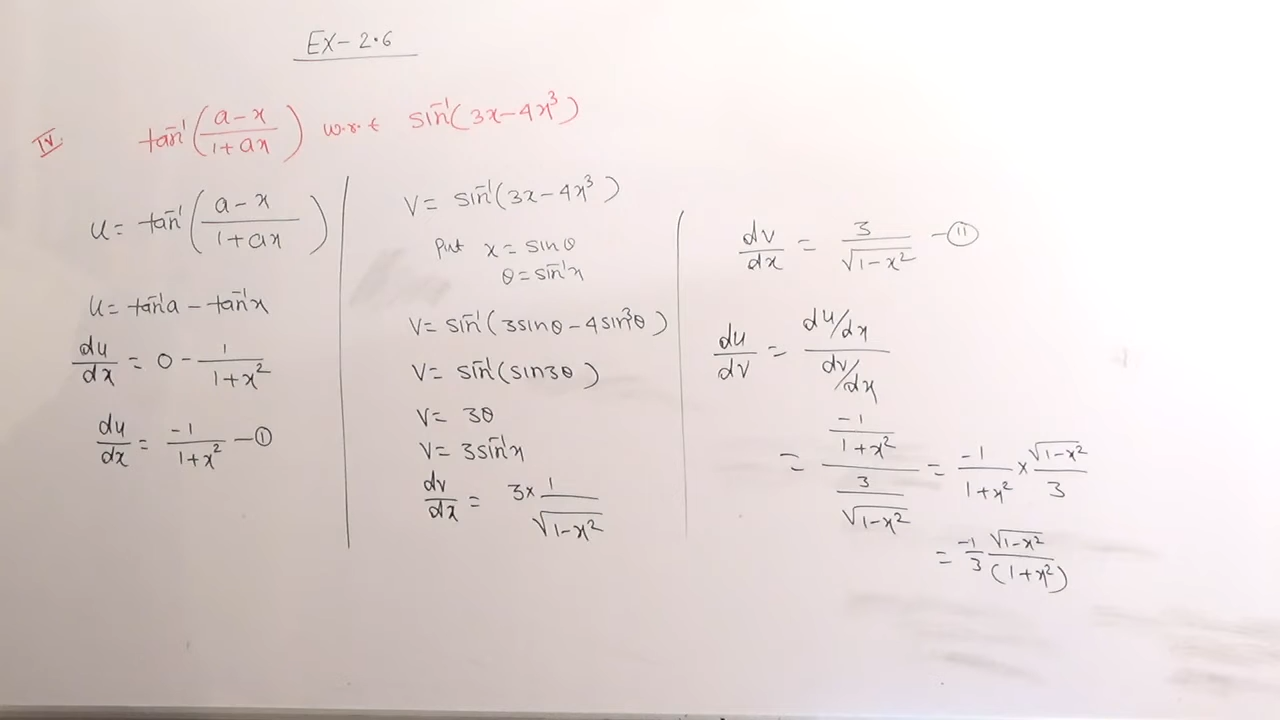 EX-2.6
IV. tan⁻¹((a-x)/(1+ax)) w.r.t sin⁻¹(3x-4x³)
u = tan⁻¹((a-x)/(1+ax))
u = tan⁻¹a - tan⁻¹x
du/dx = 0 - 1/(1+x²)
du/dx = -1/(1+x²) - ①
V = sin⁻¹(3x-4x³)
Put x = sinθ
θ = sin⁻¹x
V = sin⁻¹(3sinθ-4sin³θ)
V = sin⁻¹(sin3θ)
V = 3θ
V = 3sin⁻¹x
dv/dx = 3× 1/√(1-x²)
dv/dx = 3/√(1-x²) - ⑪
du/dv = (du/dx)/(dv/dx)
= (-1/(1+x²))/(3/√(1-x²)) = -1/(1+x²) × √(1-x²)/3
= -1/3 √(1-x²)/(1+x²)